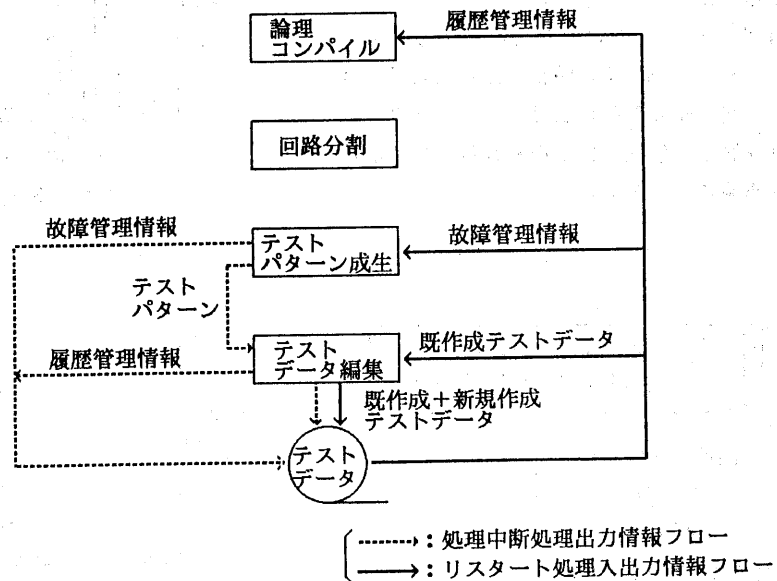 論理
コンパイル
履歴管理情報
回路分割
故障管理情報
テスト
パターン成生
故障管理情報
テスト
パターン
テスト
データ編集
既作成テストデータ
履歴管理情報
既作成+新規作成
テストデータ
テスト
データ
:処理中断処理出力情報フロー
:リスタート処理入出力情報フロー